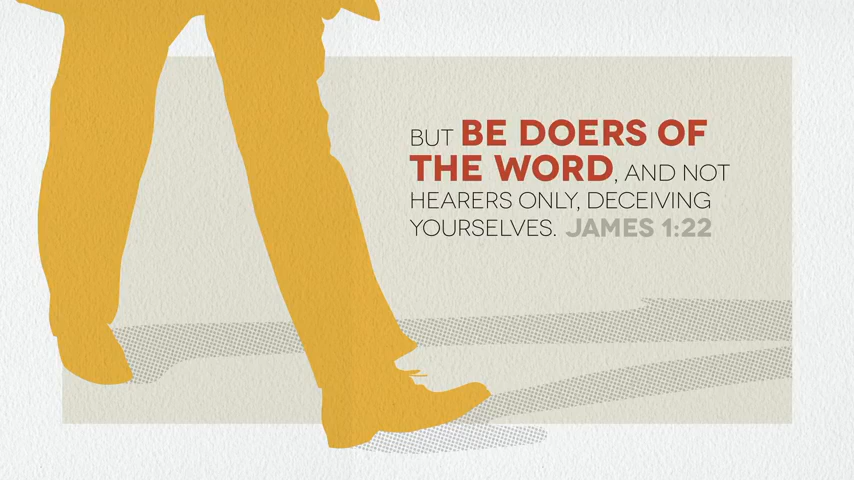 BUT BE DOERS OF
THE WORD, AND NOT
HEARERS ONLY, DECEIVING
YOURSELVES. JAMES 1:22